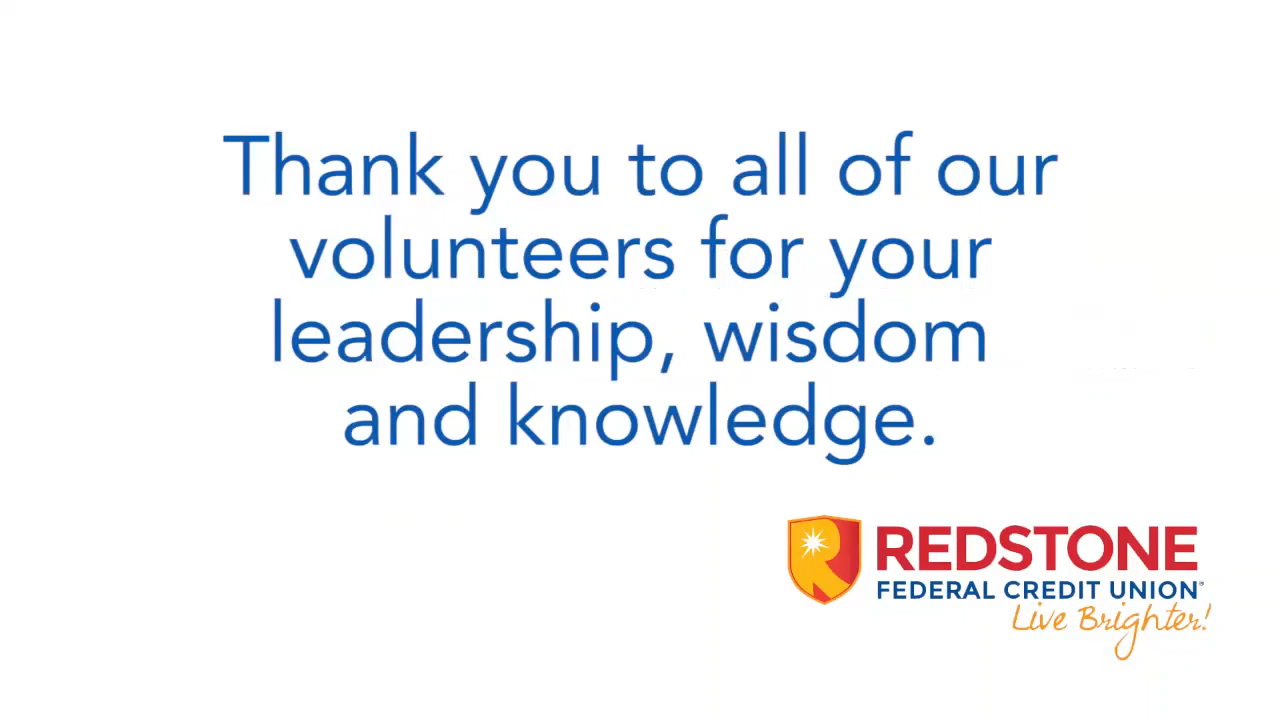 Thank you to all of our
volunteers for your
leadership, wisdom
and knowledge.
REDSTONE
FEDERAL CREDIT UNION®
Live Brighter!